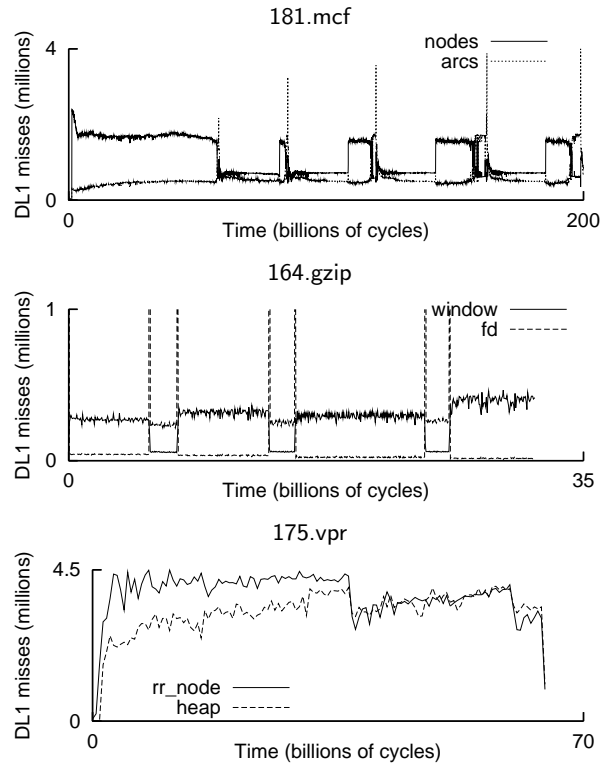 181.mcf
DL1 misses (millions)
4
0
nodes
arcs
0
200
Time (billions of cycles)
164.gzip
DL1 misses (millions)
1
0
window
fd
0
35
Time (billions of cycles)
175.vpr
DL1 misses (millions)
4.5
0
rr_node
heap
0
70
Time (billions of cycles)